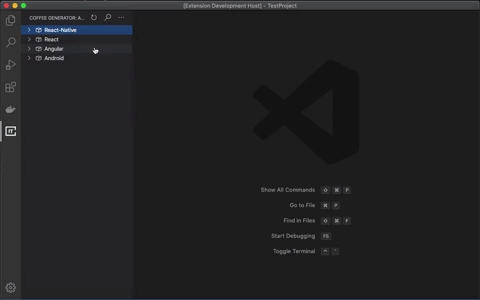 [Extension Development Host] - TestProject
COFFEE GENERATOR: A...
React-Native
React
Angular
Android
IT
Show All Commands ⇧ ⌘ P
Go to File ⌘ P
Find in Files ⇧ ⌘ F
Start Debugging F5
Toggle Terminal ^ `